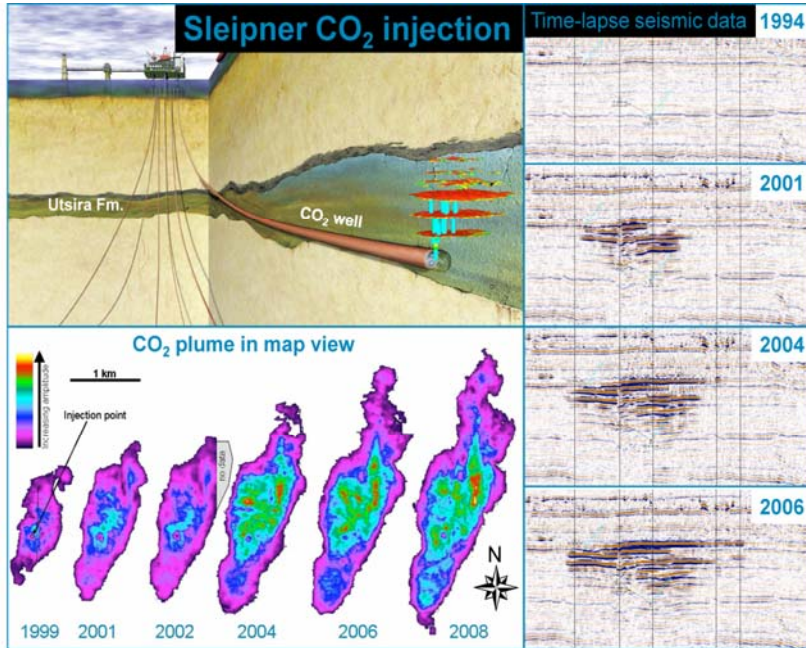 Sleipner CO₂ injection
Utsira Fm.
CO₂ well
Time-lapse seismic data
1994
2001
2004
2006
CO₂ plume in map view
Increasing amplitude
1 km
Injection point
no data
N
1999
2001
2002
2004
2006
2008